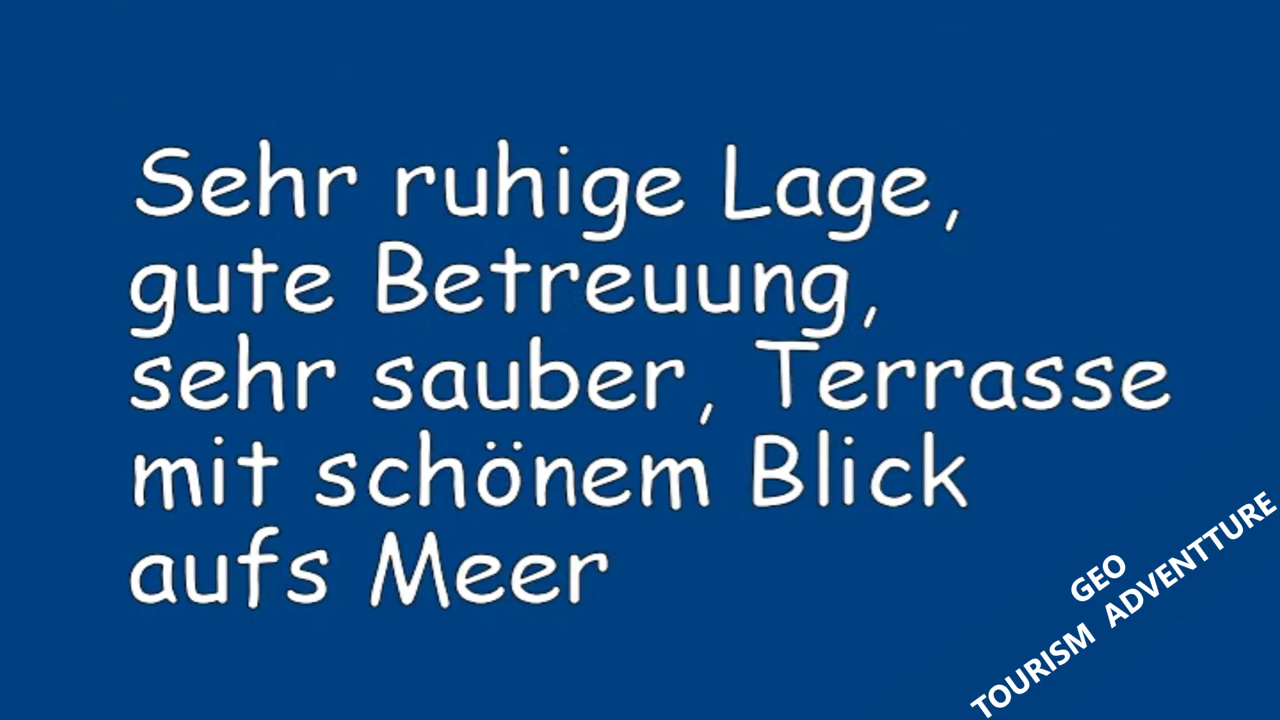 Sehr ruhige Lage,
gute Betreuung,
sehr sauber, Terrasse
mit schönem Blick
aufs Meer
GEO
TOURISM ADVENTTURE